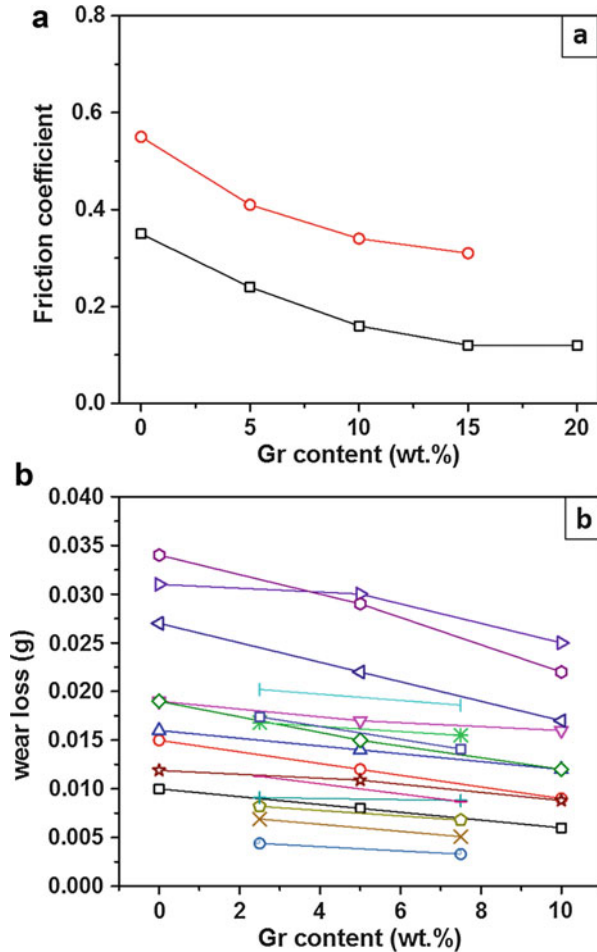 a
a
0.8
0.6
0.4
0.2
0.0
Friction coefficient
0 5 10 15 20
Gr content (wt.%)
b
b
0.040
0.035
0.030
0.025
0.020
0.015
0.010
0.005
0.000
wear loss (g)
0 2 4 6 8 10
Gr content (wt.%)